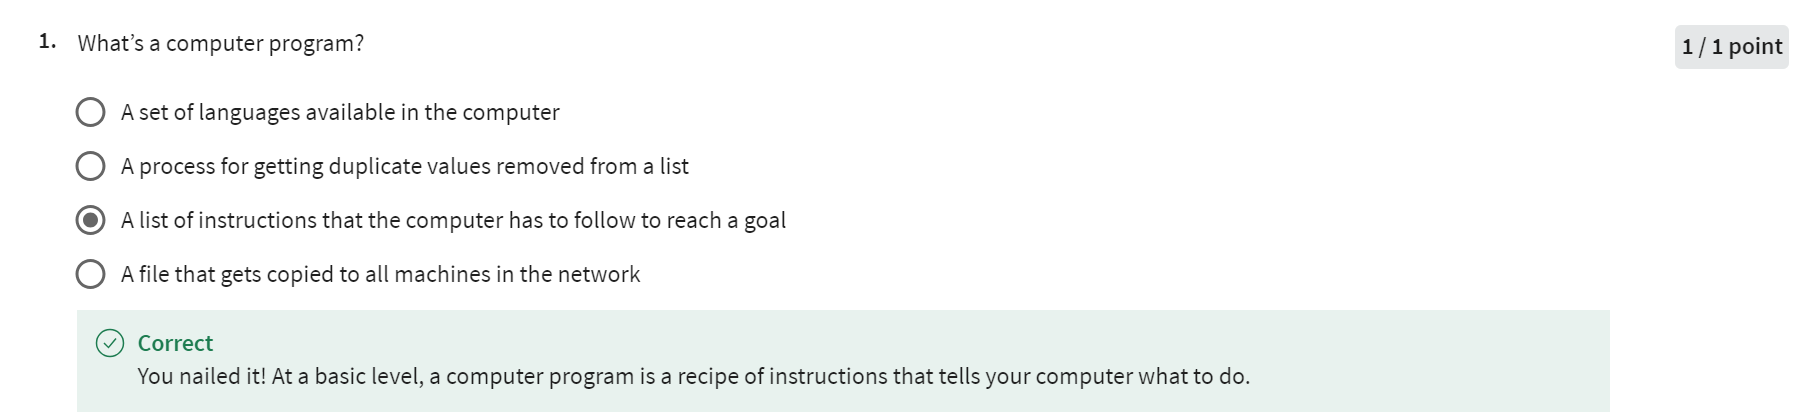 1. What’s a computer program?
1 / 1 point
A set of languages available in the computer
A process for getting duplicate values removed from a list
A list of instructions that the computer has to follow to reach a goal
A file that gets copied to all machines in the network
Correct
You nailed it! At a basic level, a computer program is a recipe of instructions that tells your computer what to do.